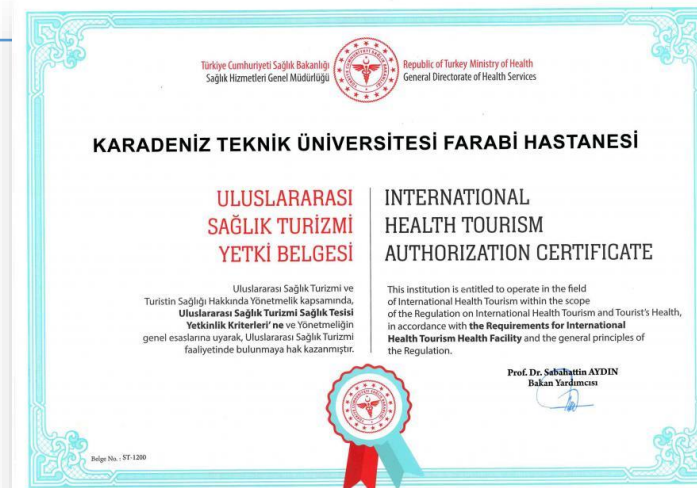 Türkiye Cumhuriyeti Sağlık Bakanlığı
Sağlık Hizmetleri Genel Müdürlüğü
Republic of Turkey Ministry of Health
General Directorate of Health Services
KARADENİZ TEKNİK ÜNİVERSİTESİ FARABİ HASTANESİ
ULUSLARARASI
SAĞLIK TURİZMİ
YETKİ BELGESİ
INTERNATIONAL
HEALTH TOURISM
AUTHORIZATION CERTIFICATE
Uluslararası Sağlık Turizmi ve
Turistin Sağlığı Hakkında Yönetmelik kapsamında,
Uluslararası Sağlık Turizmi Sağlık Tesisi
Yetkinlik Kriterleri' ne ve Yönetmeliğin
genel esaslarına uyarak, Uluslararası Sağlık Turizmi
faaliyetinde bulunmaya hak kazanmıştır.
This institution is entitled to operate in the field
of International Health Tourism within the scope
of the Regulation on International Health Tourism and Tourist's Health,
in accordance with the Requirements for International
Health Tourism Health Facility and the general principles of
the Regulation.
Prof. Dr. Sabahattin AYDIN
Bakan Yardımcısı
Belge No. : ST-1200